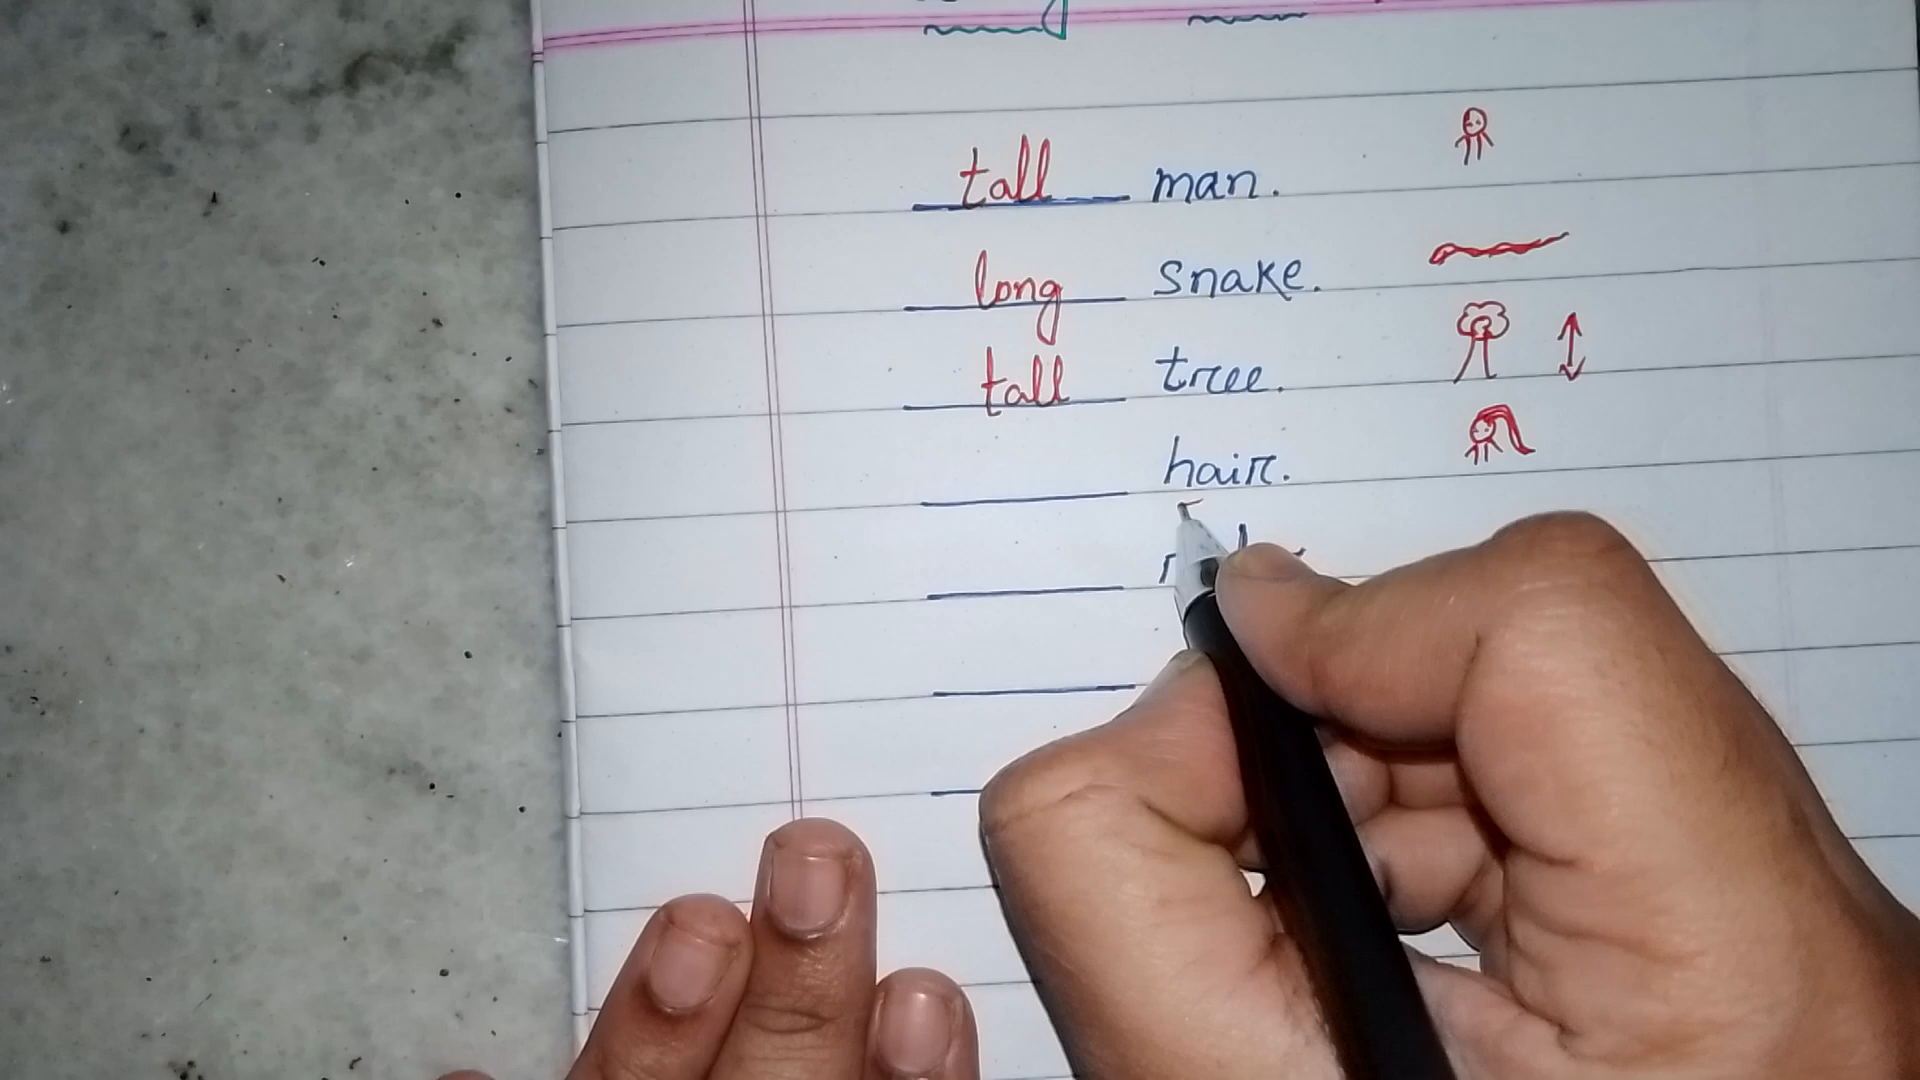 tall man.
long snake.
tall tree.
hair.